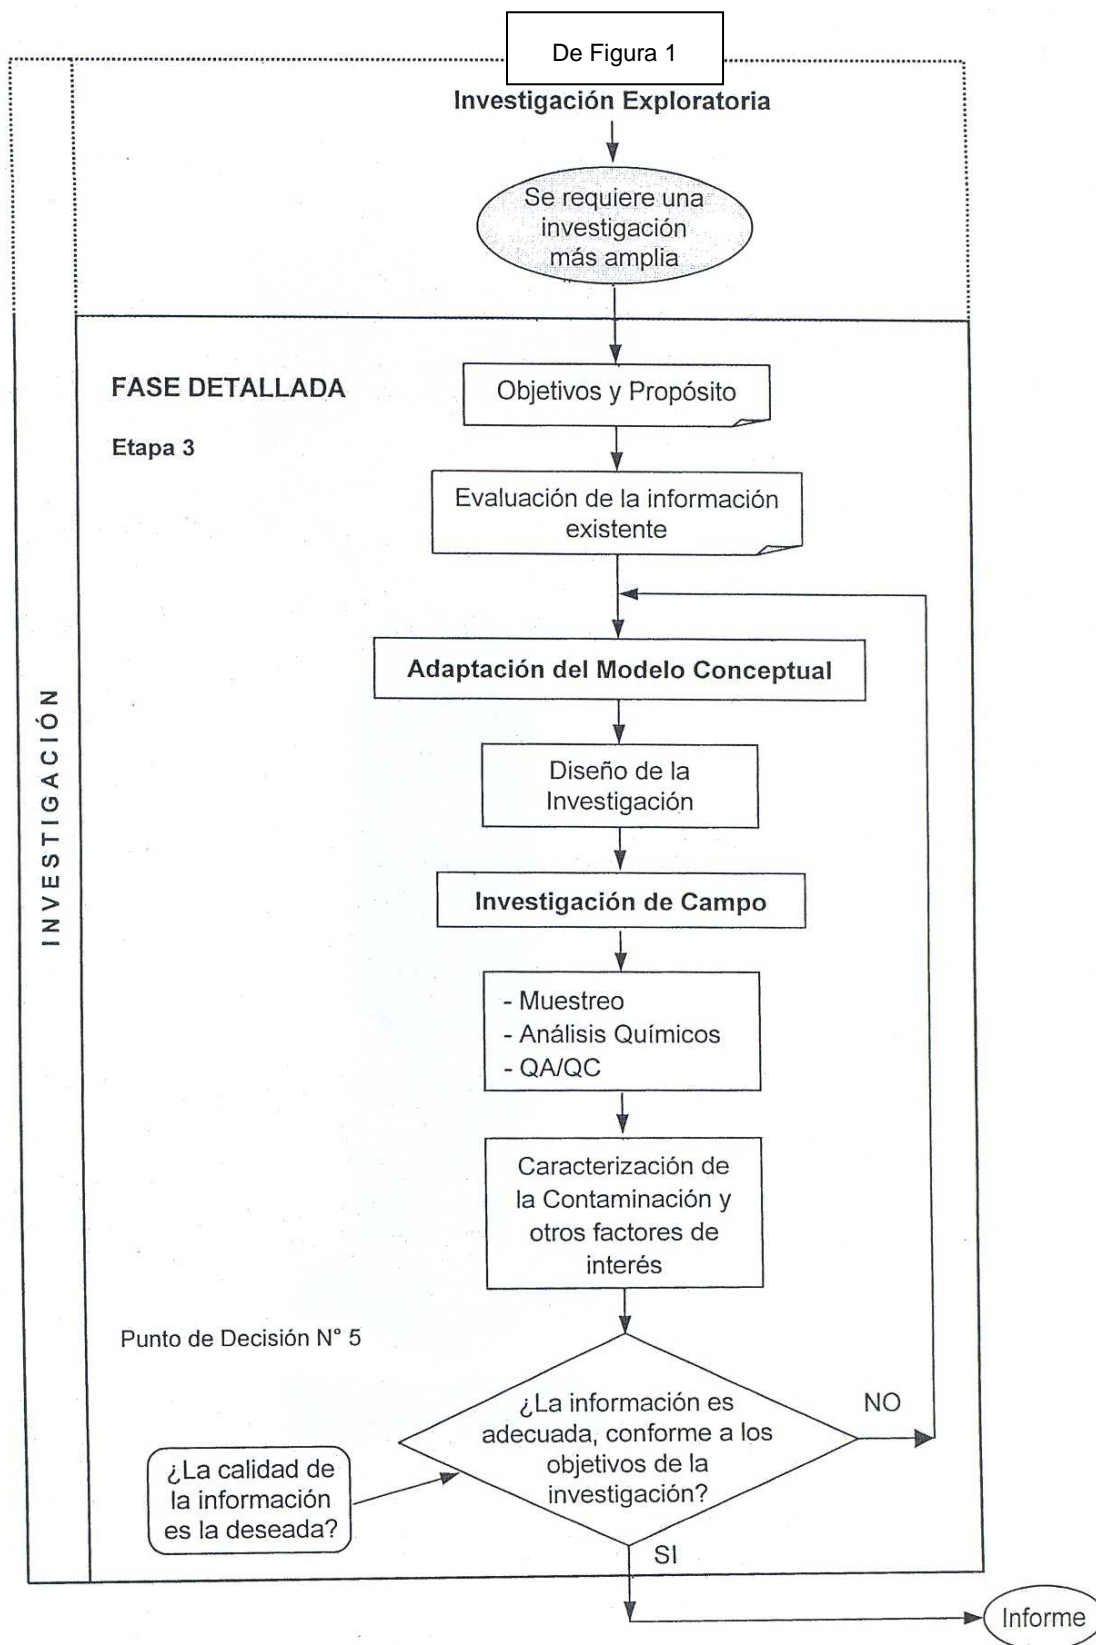 De Figura 1
Investigación Exploratoria
Se requiere una
investigación
más amplia
FASE DETALLADA
Etapa 3
Objetivos y Propósito
Evaluación de la información
existente
Adaptación del Modelo Conceptual
Diseño de la
Investigación
INVESTIGACIÓN
Investigación de Campo
- Muestreo
- Análisis Químicos
- QA/QC
Caracterización de
la Contaminación y
otros factores de
interés
Punto de Decisión N° 5
¿La información es
adecuada, conforme a los
objetivos de la
investigación?
NO
¿La calidad de
la información
es la deseada?
SI
Informe